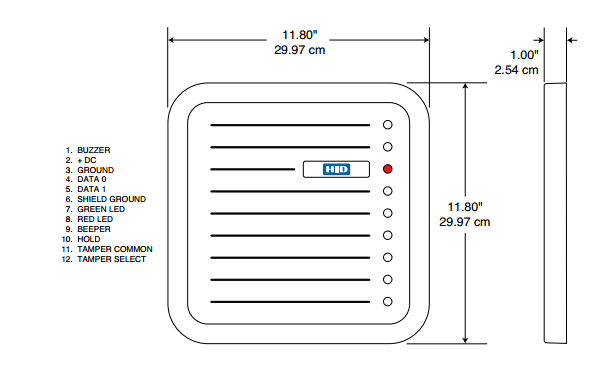 11.80"
29.97 cm
1.00"
2.54 cm
1. BUZZER
2. + DC
3. GROUND
4. DATA 0
5. DATA 1
6. SHIELD GROUND
7. GREEN LED
8. RED LED
9. BEEPER
10. HOLD
11. TAMPER COMMON
12. TAMPER SELECT
HID
11.80"
29.97 cm